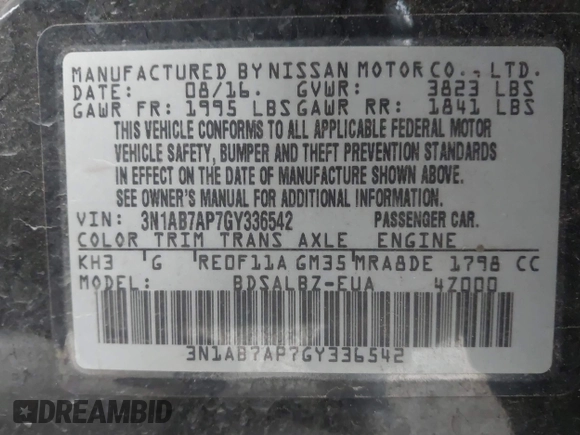 MANUFACTURED BY NISSAN MOTOR CO., LTD.
DATE: 08/16. GVWR: 3823 LBS
GAWR FR: 1995 LBS GAWR RR: 1841 LBS
THIS VEHICLE CONFORMS TO ALL APPLICABLE FEDERAL MOTOR
VEHICLE SAFETY, BUMPER AND THEFT PREVENTION STANDARDS
IN EFFECT ON THE DATE OF MANUFACTURE SHOWN ABOVE.
SEE OWNER'S MANUAL FOR ADDITIONAL INFORMATION.
VIN: 3N1AB7AP7GY336542 PASSENGER CAR.
COLOR TRIM TRANS AXLE ENGINE
KH3 G RE0F11A GM35 MRA8DE 1798 CC
MODEL: BDSALBZ-EUA 4Z000
3N1AB7AP7GY336542
DREAMBID